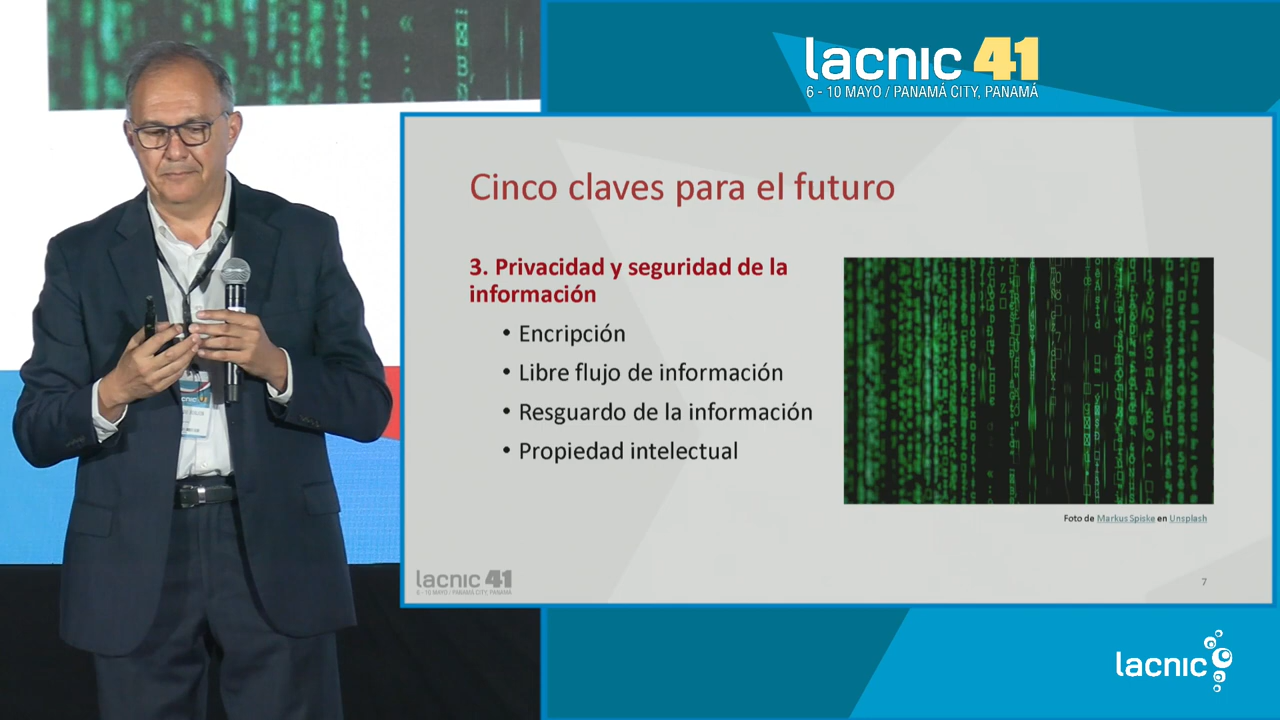 lacnic 41
6 - 10 MAYO / PANAMÁ CITY, PANAMÁ
Cinco claves para el futuro
3. Privacidad y seguridad de la
información
• Encripción
• Libre flujo de información
• Resguardo de la información
• Propiedad intelectual
Foto de Markus Spiske en Unsplash
lacnic 41
6 - 10 MAYO / PANAMÁ CITY, PANAMÁ
7
lacnic